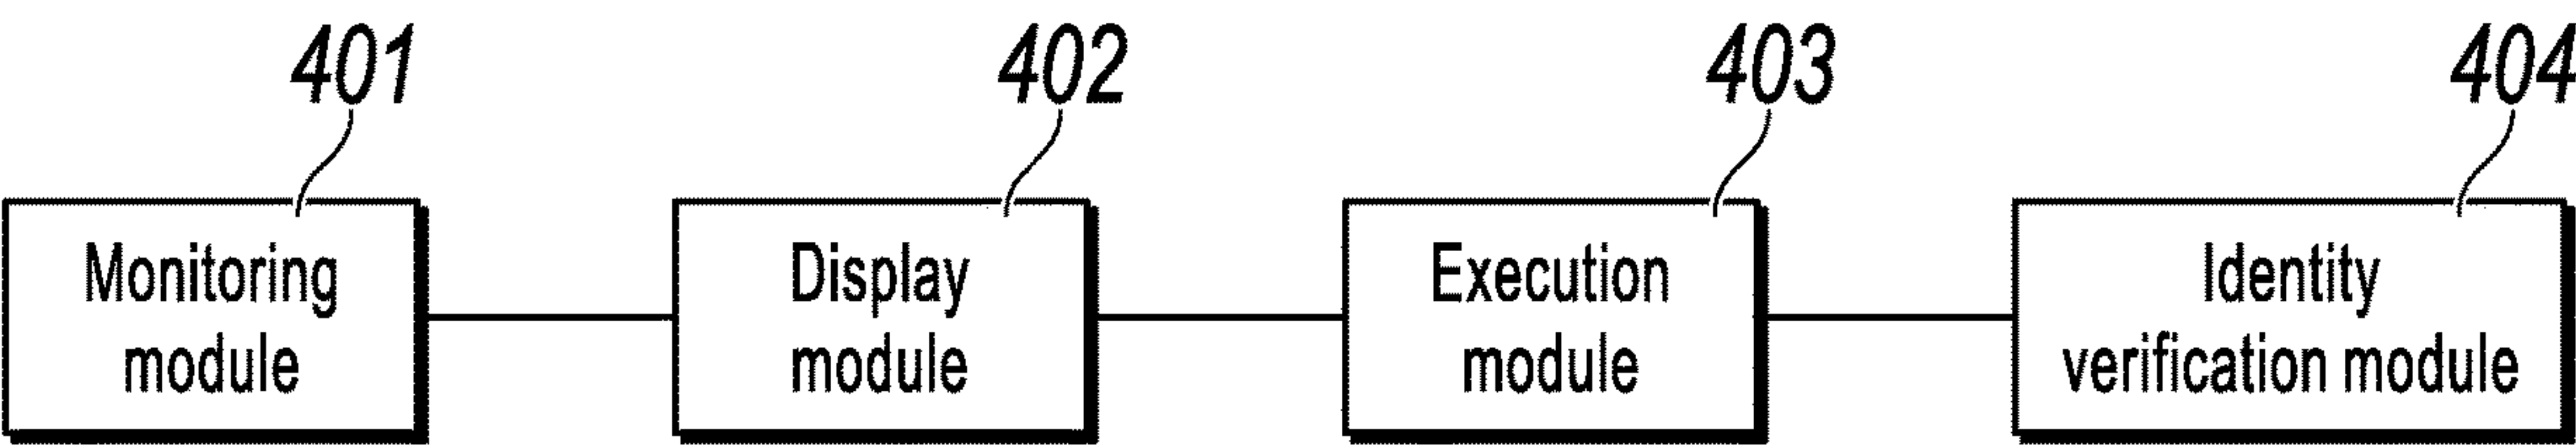 401
402
403
404
Monitoring
module
Display
module
Execution
module
Identity
verification module